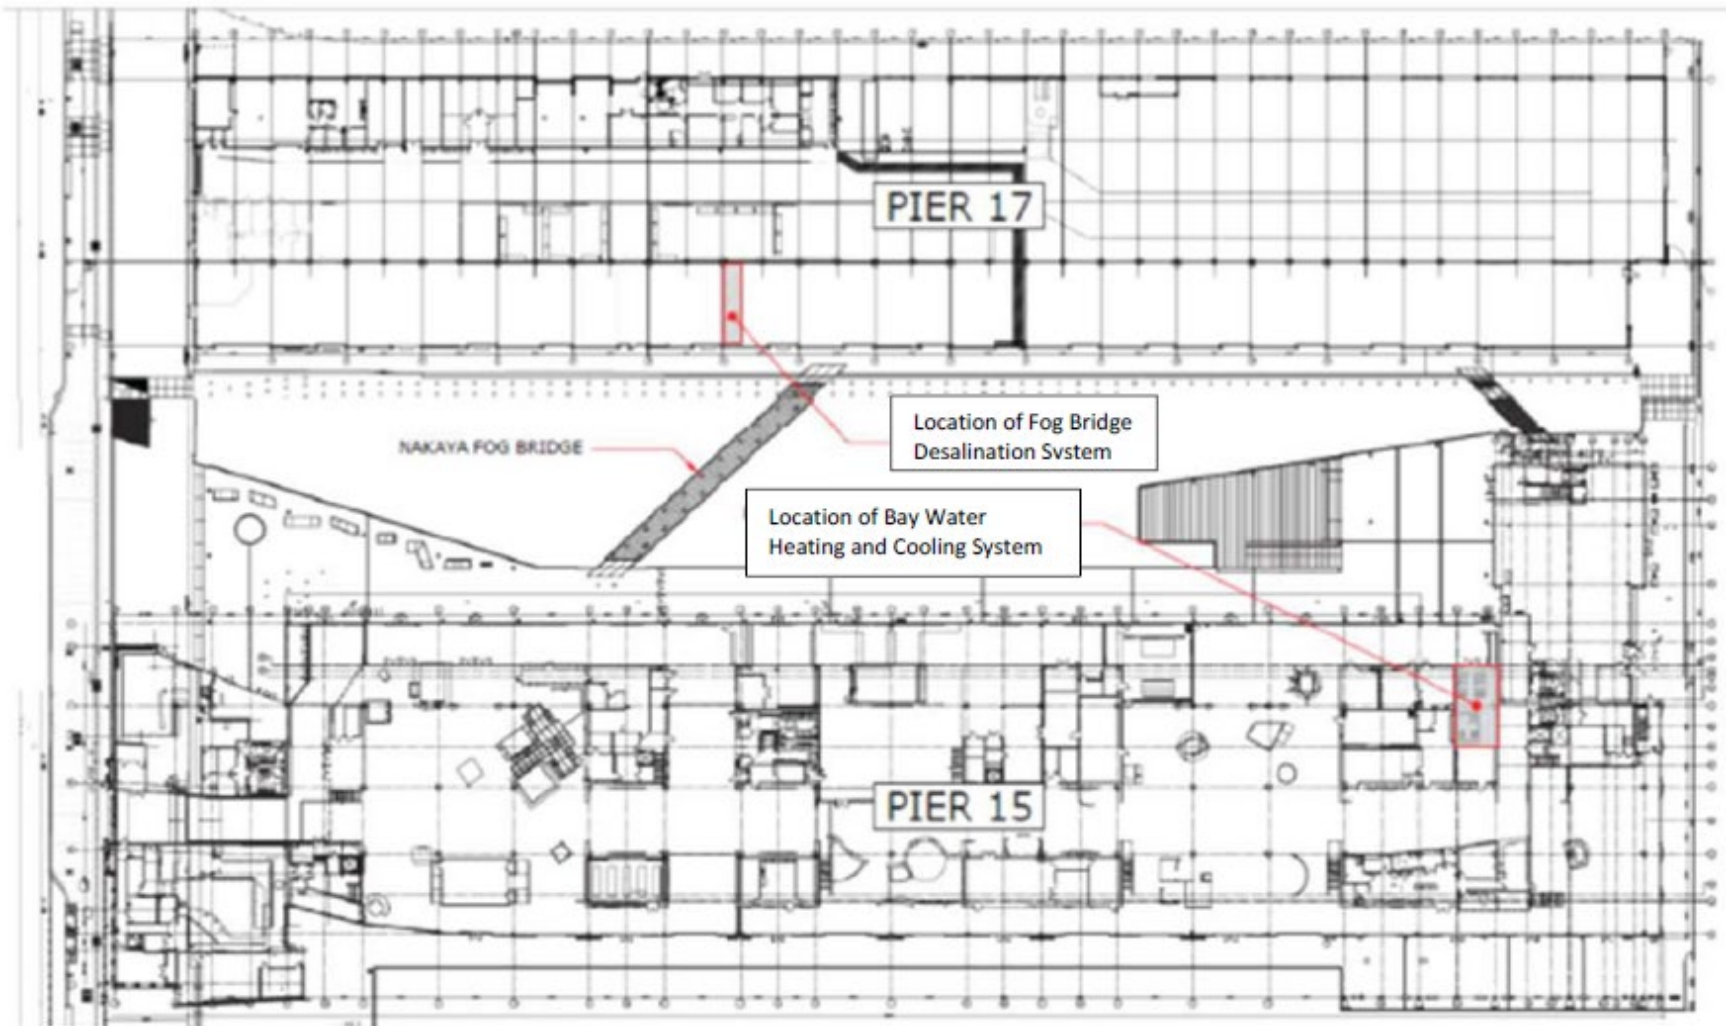 PIER 17
Location of Fog Bridge
Desalination Svstem
NAKAYA FOG BRIDGE
Location of Bay Water
Heating and Cooling System
PIER 15